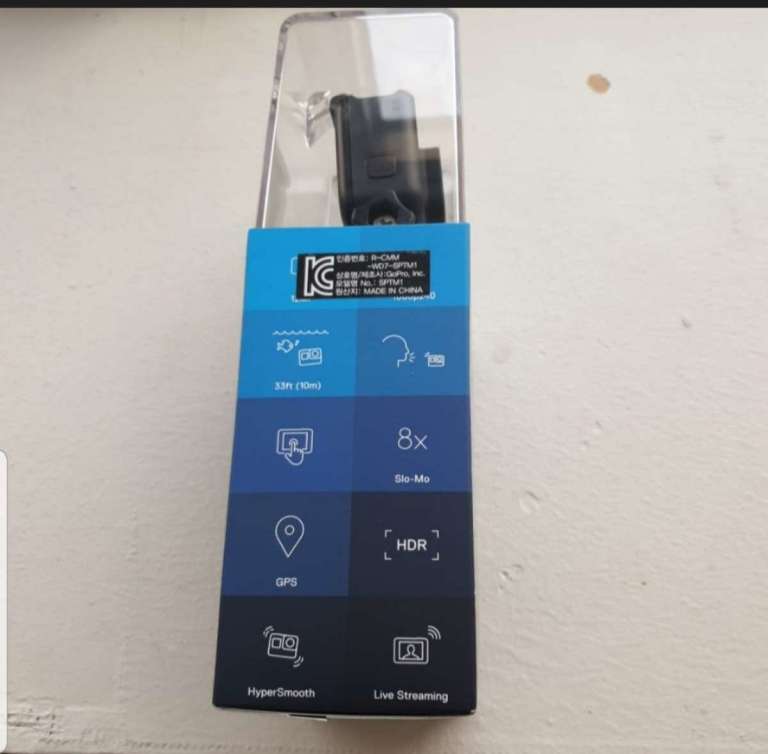 인증번호: R-CMM
-WD7-SPTM1
상호명/제조사:GoPro, Inc.
모델명 No.: SPTM1
원산지: MADE IN CHINA
33ft (10m)
8x
Slo-Mo
HDR
GPS
HyperSmooth
Live Streaming